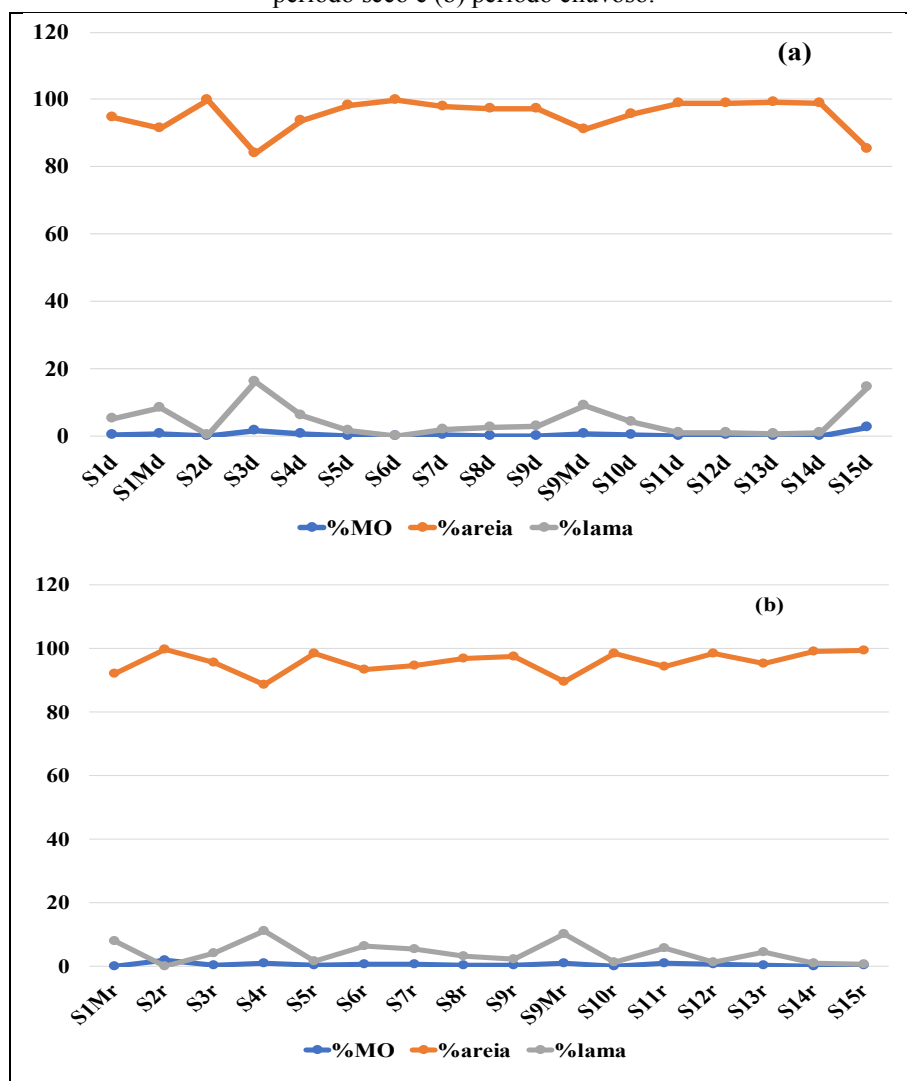 período seco e (b) período chuvoso.
120
(a)
100
80
60
40
20
0
S1d S1Md S2d S3d S4d S5d S6d S7d S8d S9d S9Md S10d S11d S12d S13d S14d S15d
%MO %areia %lama
120
(b)
100
80
60
40
20
0
S1Mr S2r S3r S4r S5r S6r S7r S8r S9r S9Mr S10r S11r S12r S13r S14r S15r
%MO %areia %lama